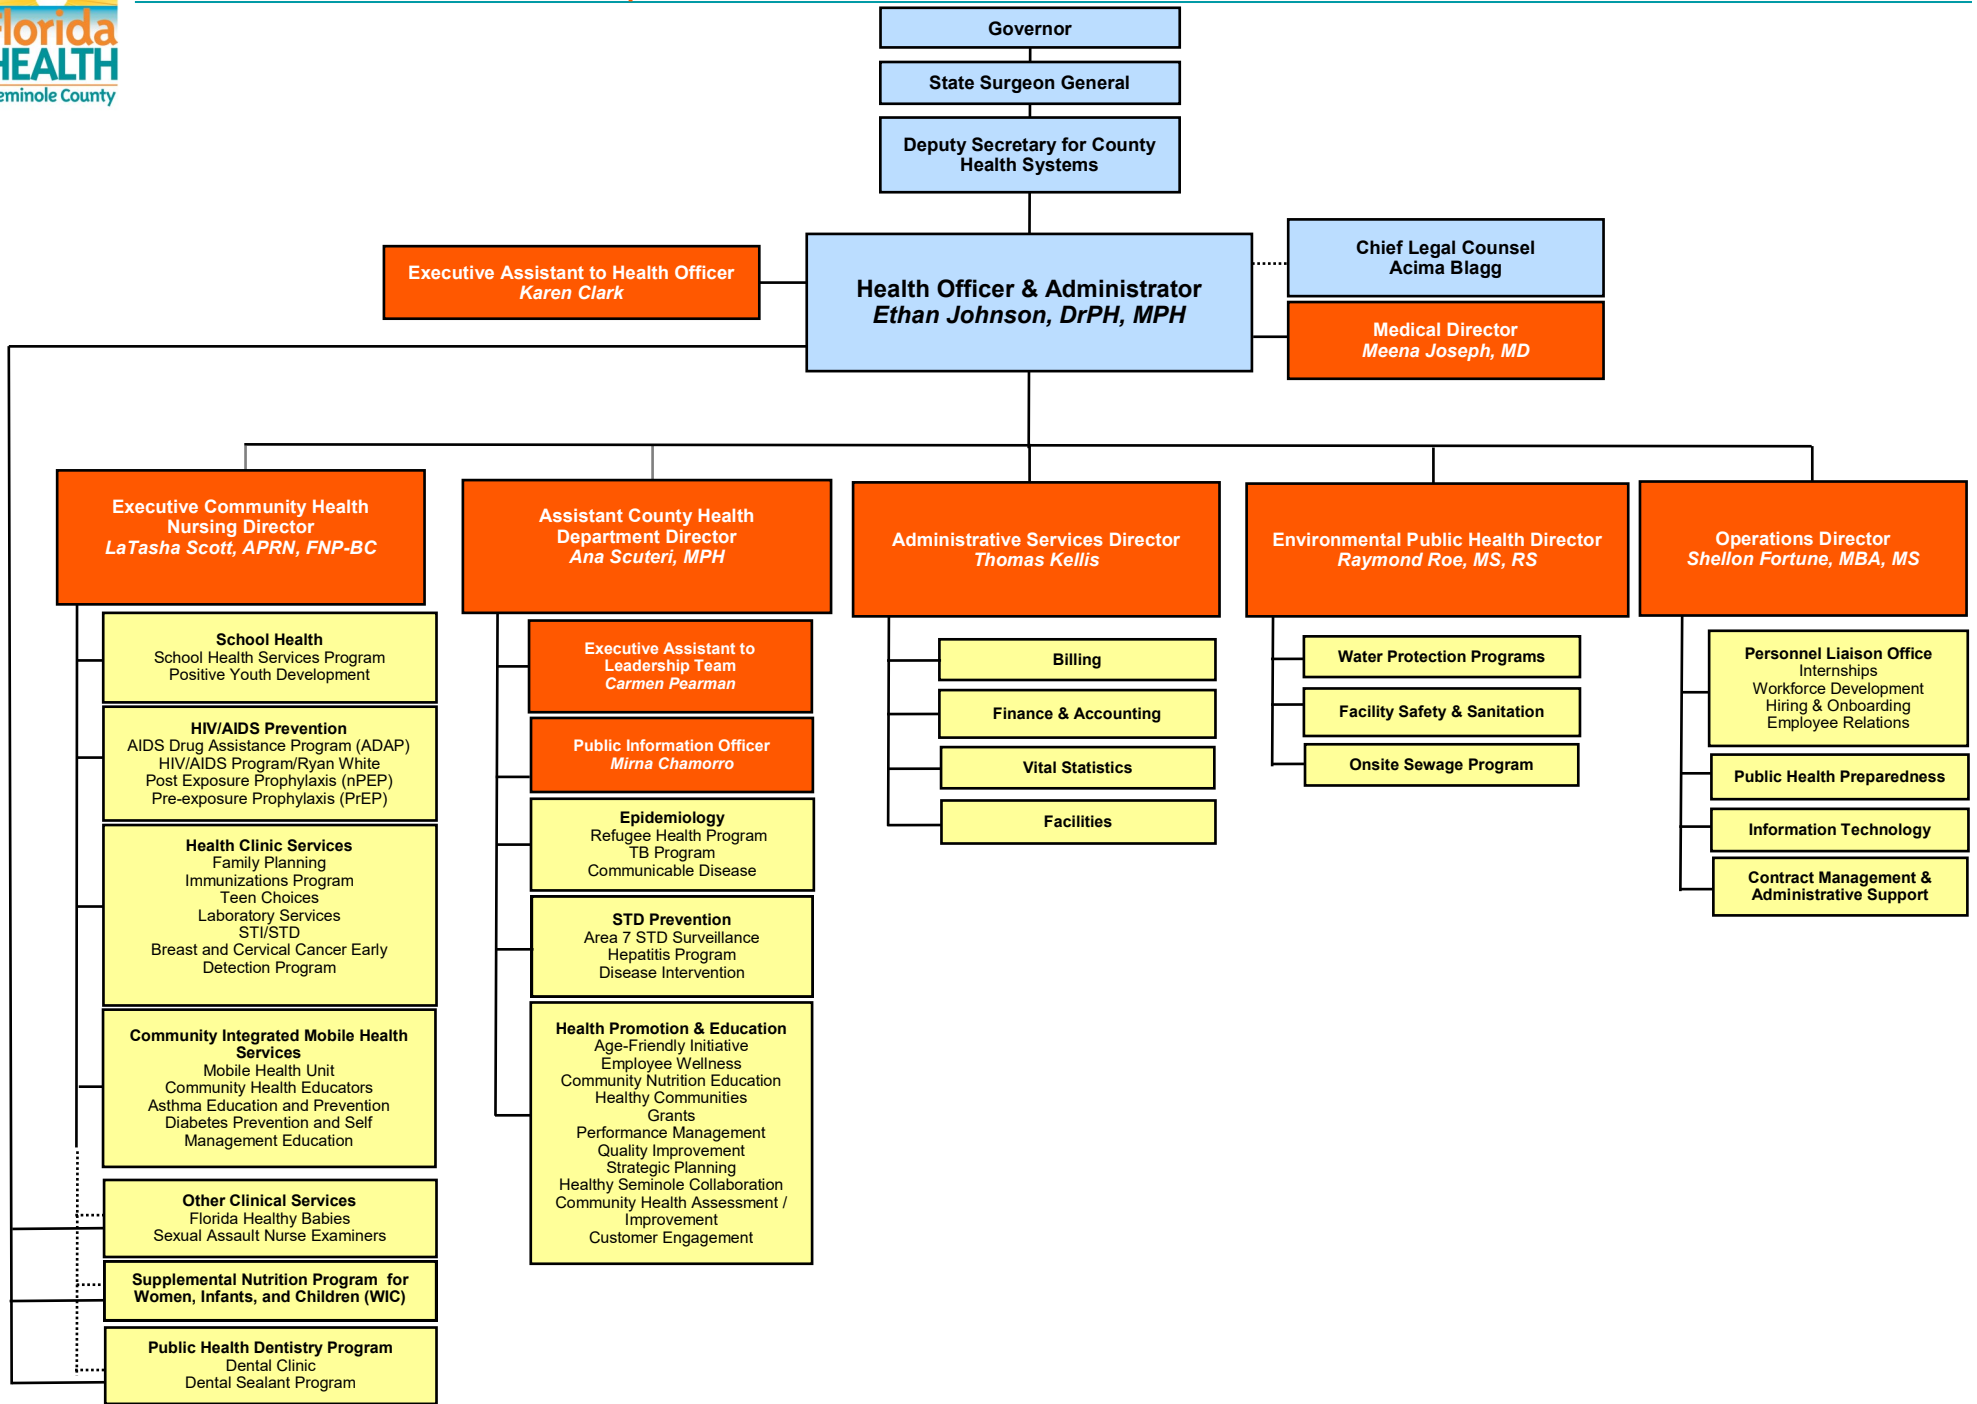 Florida
HEALTH
Seminole County
Governor
State Surgeon General
Deputy Secretary for County
Health Systems
Executive Assistant to Health Officer
Karen Clark
Health Officer & Administrator
Ethan Johnson, DrPH, MPH
Chief Legal Counsel
Acima Blagg
Medical Director
Meena Joseph, MD
Executive Community Health
Nursing Director
LaTasha Scott, APRN, FNP-BC
School Health
School Health Services Program
Positive Youth Development
HIV/AIDS Prevention
AIDS Drug Assistance Program (ADAP)
HIV/AIDS Program/Ryan White
Post Exposure Prophylaxis (nPEP)
Pre-exposure Prophylaxis (PrEP)
Health Clinic Services
Family Planning
Immunizations Program
Teen Choices
Laboratory Services
STI/STD
Breast and Cervical Cancer Early
Detection Program
Community Integrated Mobile Health
Services
Mobile Health Unit
Community Health Educators
Asthma Education and Prevention
Diabetes Prevention and Self
Management Education
Other Clinical Services
Florida Healthy Babies
Sexual Assault Nurse Examiners
Supplemental Nutrition Program for
Women, Infants, and Children (WIC)
Public Health Dentistry Program
Dental Clinic
Dental Sealant Program
Assistant County Health
Department Director
Ana Scuteri, MPH
Executive Assistant to
Leadership Team
Carmen Pearman
Public Information Officer
Mirna Chamorro
Epidemiology
Refugee Health Program
TB Program
Communicable Disease
STD Prevention
Area 7 STD Surveillance
Hepatitis Program
Disease Intervention
Health Promotion & Education
Age-Friendly Initiative
Employee Wellness
Community Nutrition Education
Healthy Communities
Grants
Performance Management
Quality Improvement
Strategic Planning
Healthy Seminole Collaboration
Community Health Assessment /
Improvement
Customer Engagement
Administrative Services Director
Thomas Kellis
Billing
Finance & Accounting
Vital Statistics
Facilities
Environmental Public Health Director
Raymond Roe, MS, RS
Water Protection Programs
Facility Safety & Sanitation
Onsite Sewage Program
Operations Director
Shellon Fortune, MBA, MS
Personnel Liaison Office
Internships
Workforce Development
Hiring & Onboarding
Employee Relations
Public Health Preparedness
Information Technology
Contract Management &
Administrative Support